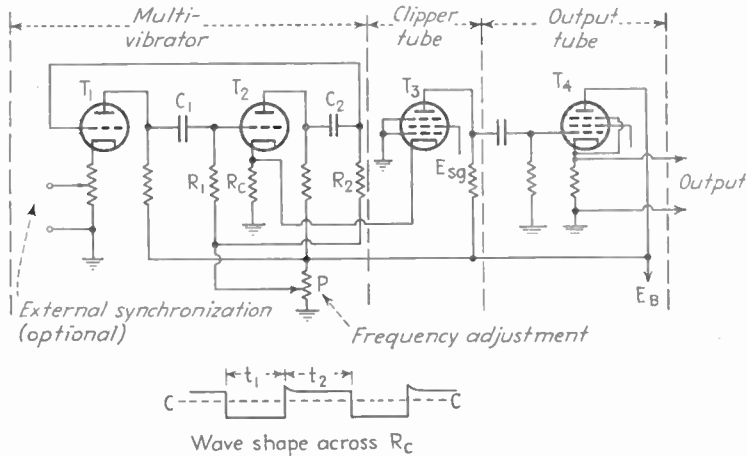 Multi-
vibrator
Clipper
tube
Output
tube
T1
C1
T2
C2
T3
T4
R1
RC
R2
Esg
Output
P
EB
External synchronization
(optional)
Frequency adjustment
t1
t2
C
C
Wave shape across RC